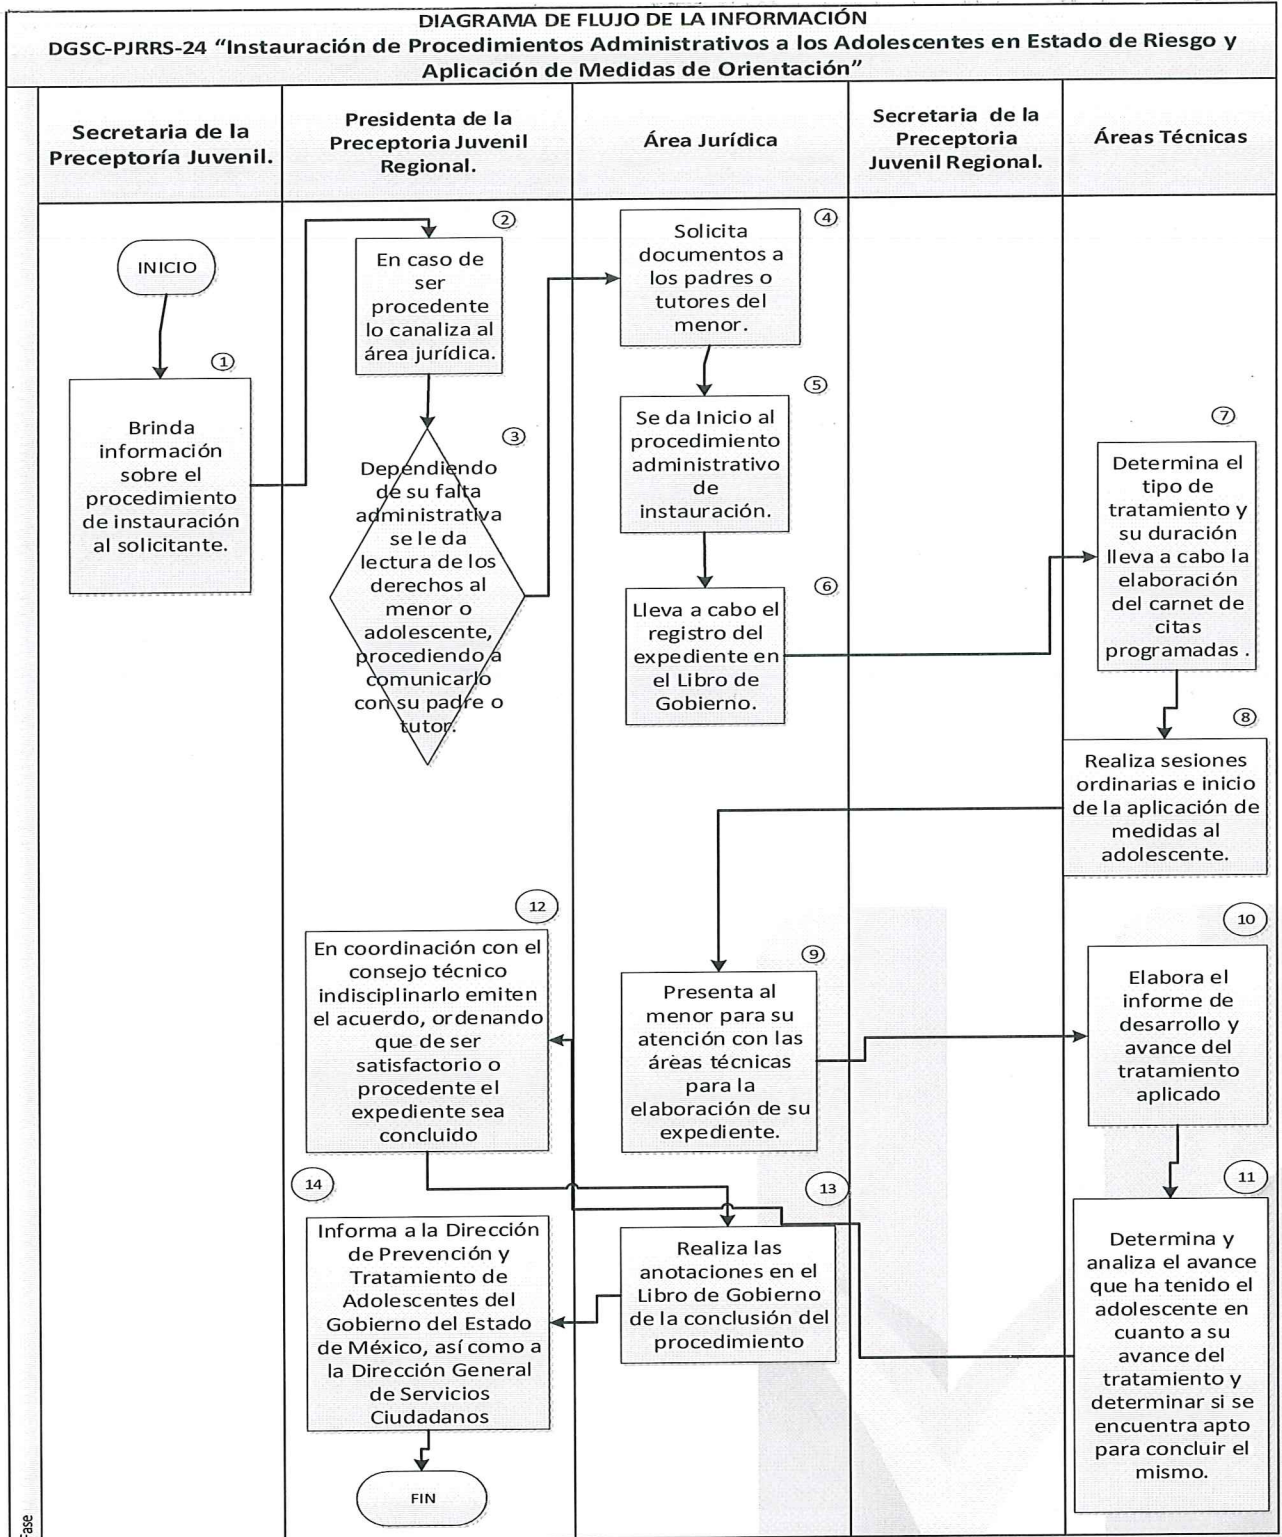 DIAGRAMA DE FLUJO DE LA INFORMACIÓN
DGSC-PJRRS-24 “Instauración de Procedimientos Administrativos a los Adolescentes en Estado de Riesgo y
Aplicación de Medidas de Orientación”
Secretaria de la
Preceptoría Juvenil.
Presidenta de la
Preceptoria Juvenil
Regional.
Área Jurídica
Secretaria de la
Preceptoria
Juvenil Regional.
Áreas Técnicas
INICIO
1
Brinda
información
sobre el
procedimiento
de instauración
al solicitante.
2
En caso de
ser
procedente
lo canaliza al
área jurídica.
3
Dependiendo
de su falta
administrativa
se le da
lectura de los
derechos al
menor o
adolescente,
procediendo a
comunicarlo
con su padre o
tutor.
4
Solicita
documentos a
los padres o
tutores del
menor.
5
Se da Inicio al
procedimiento
administrativo
de
instauración.
6
Lleva a cabo el
registro del
expediente en
el Libro de
Gobierno.
7
Determina el
tipo de
tratamiento y
su duración
lleva a cabo la
elaboración
del carnet de
citas
programadas .
8
Realiza sesiones
ordinarias e inicio
de la aplicación de
medidas al
adolescente.
9
Presenta al
menor para su
atención con las
áreas técnicas
para la
elaboración de su
expediente.
10
Elabora el
informe de
desarrollo y
avance del
tratamiento
aplicado
11
Determina y
analiza el avance
que ha tenido el
adolescente en
cuanto a su
avance del
tratamiento y
determinar si se
encuentra apto
para concluir el
mismo.
12
En coordinación con el
consejo técnico
indisciplinarlo emiten
el acuerdo, ordenando
que de ser
satisfactorio o
procedente el
expediente sea
concluido
13
Realiza las
anotaciones en el
Libro de Gobierno
de la conclusión del
procedimiento
14
Informa a la Dirección
de Prevención y
Tratamiento de
Adolescentes del
Gobierno del Estado
de México, así como a
la Dirección General
de Servicios
Ciudadanos
FIN
Fase